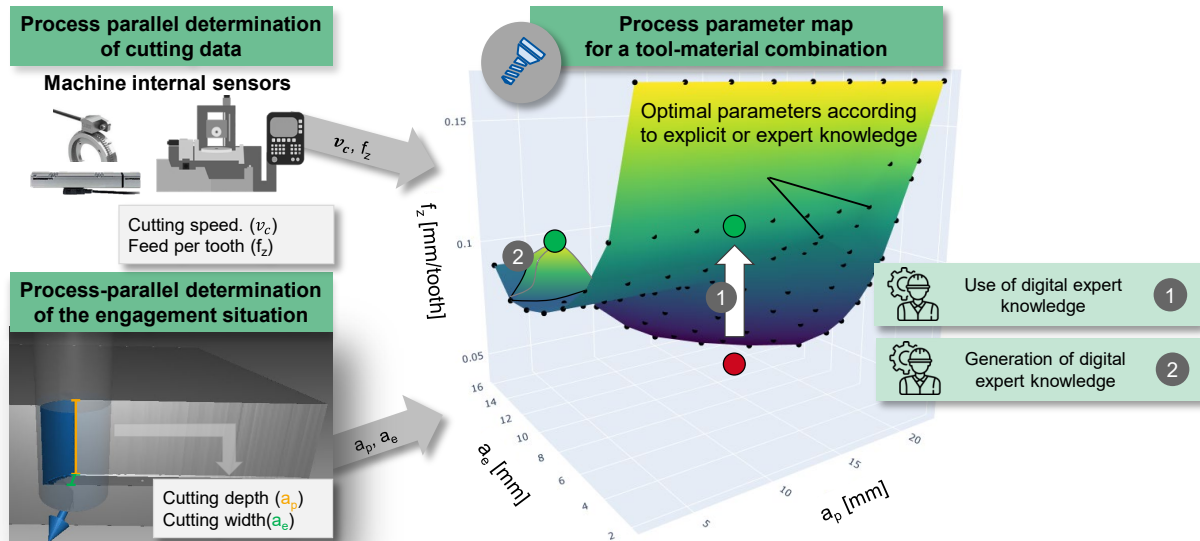 Process parallel determination
of cutting data
Machine internal sensors
v_c, f_z
Cutting speed. (v_c)
Feed per tooth (f_z)
Process-parallel determination
of the engagement situation
a_p, a_e
Cutting depth (a_p)
Cutting width(a_e)
Process parameter map
for a tool-material combination
Optimal parameters according
to explicit or expert knowledge
0.15
0.1
0.05
f_z [mm/tooth]
16
14
12
10
8
6
4
2
a_e [mm]
5
10
15
20
a_p [mm]
2
1
Use of digital expert
knowledge
1
Generation of digital
expert knowledge
2